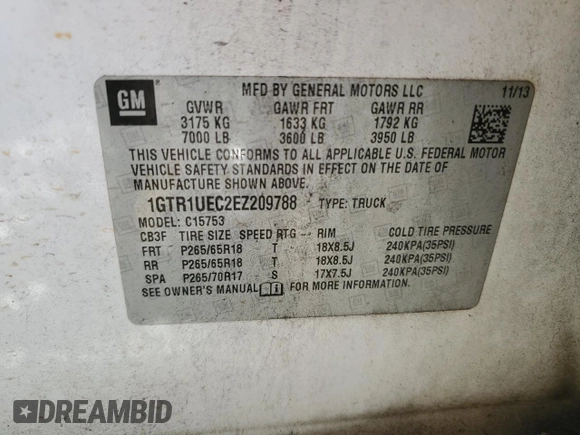 GM
MFD BY GENERAL MOTORS LLC 11/13
GVWR GAWR FRT GAWR RR
3175 KG 1633 KG 1792 KG
7000 LB 3600 LB 3950 LB
THIS VEHICLE CONFORMS TO ALL APPLICABLE U.S. FEDERAL MOTOR
VEHICLE SAFETY STANDARDS IN EFFECT ON THE DATE OF
MANUFACTURE SHOWN ABOVE.
1GTR1UEC2EZ209788 TYPE: TRUCK
MODEL: C15753
CB3F TIRE SIZE SPEED RTG RIM COLD TIRE PRESSURE
FRT P265/65R18 T 18X8.5J 240KPA(35PSI)
RR P265/65R18 T 18X8.5J 240KPA(35PSI)
SPA P265/70R17 S 17X7.5J 240KPA(35PSI)
SEE OWNER'S MANUAL FOR MORE INFORMATION
DREAMBID